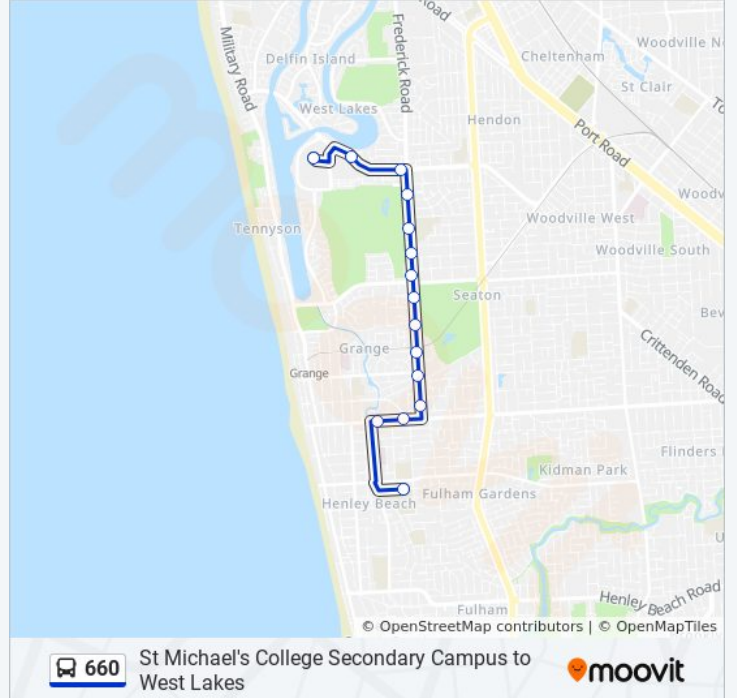 Road
Military Road
Delfin Island
Frederick Road
Woodville N
Cheltenham
St Clair
To
West Lakes
Hendon
Port Road
Woodv
Tennyson
Woodville West
Woodville South
Seaton
Bev
Grange
Crittenden Road
Grange
Flinders
Kidman Park
Fulham Gardens
Henley Beach
U
Henley Beach Road
Fulham
© OpenStreetMap contributors | © OpenMapTiles
660
St Michael's College Secondary Campus to
West Lakes
moovit